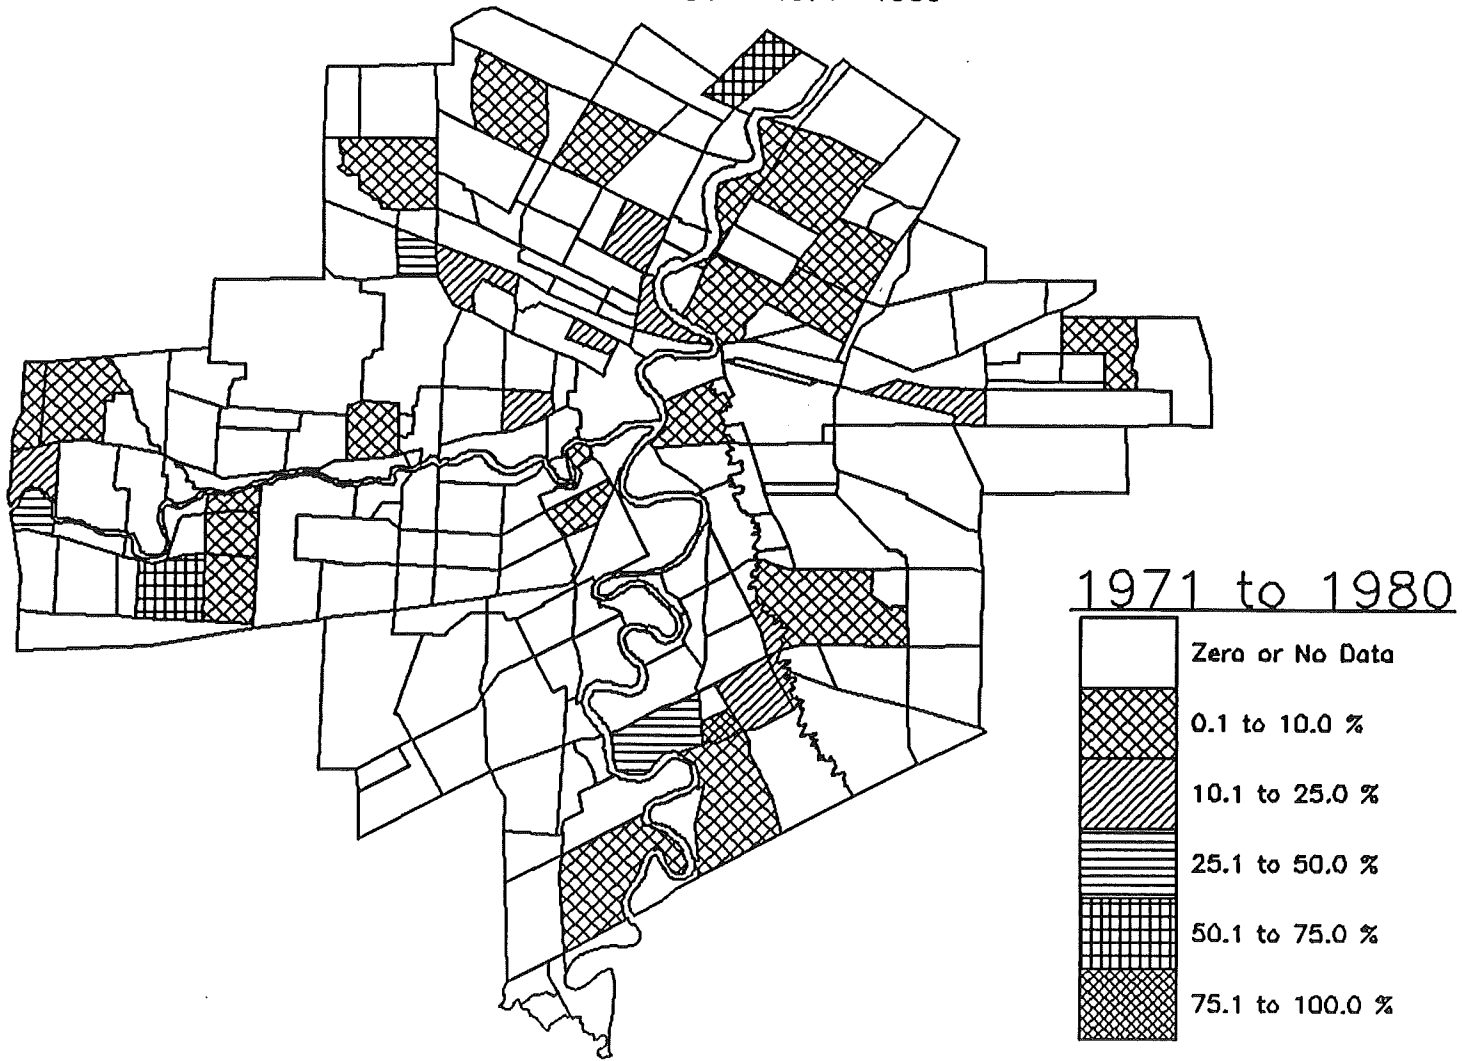 1971 to 1980
Zero or No Data
0.1 to 10.0 %
10.1 to 25.0 %
25.1 to 50.0 %
50.1 to 75.0 %
75.1 to 100.0 %